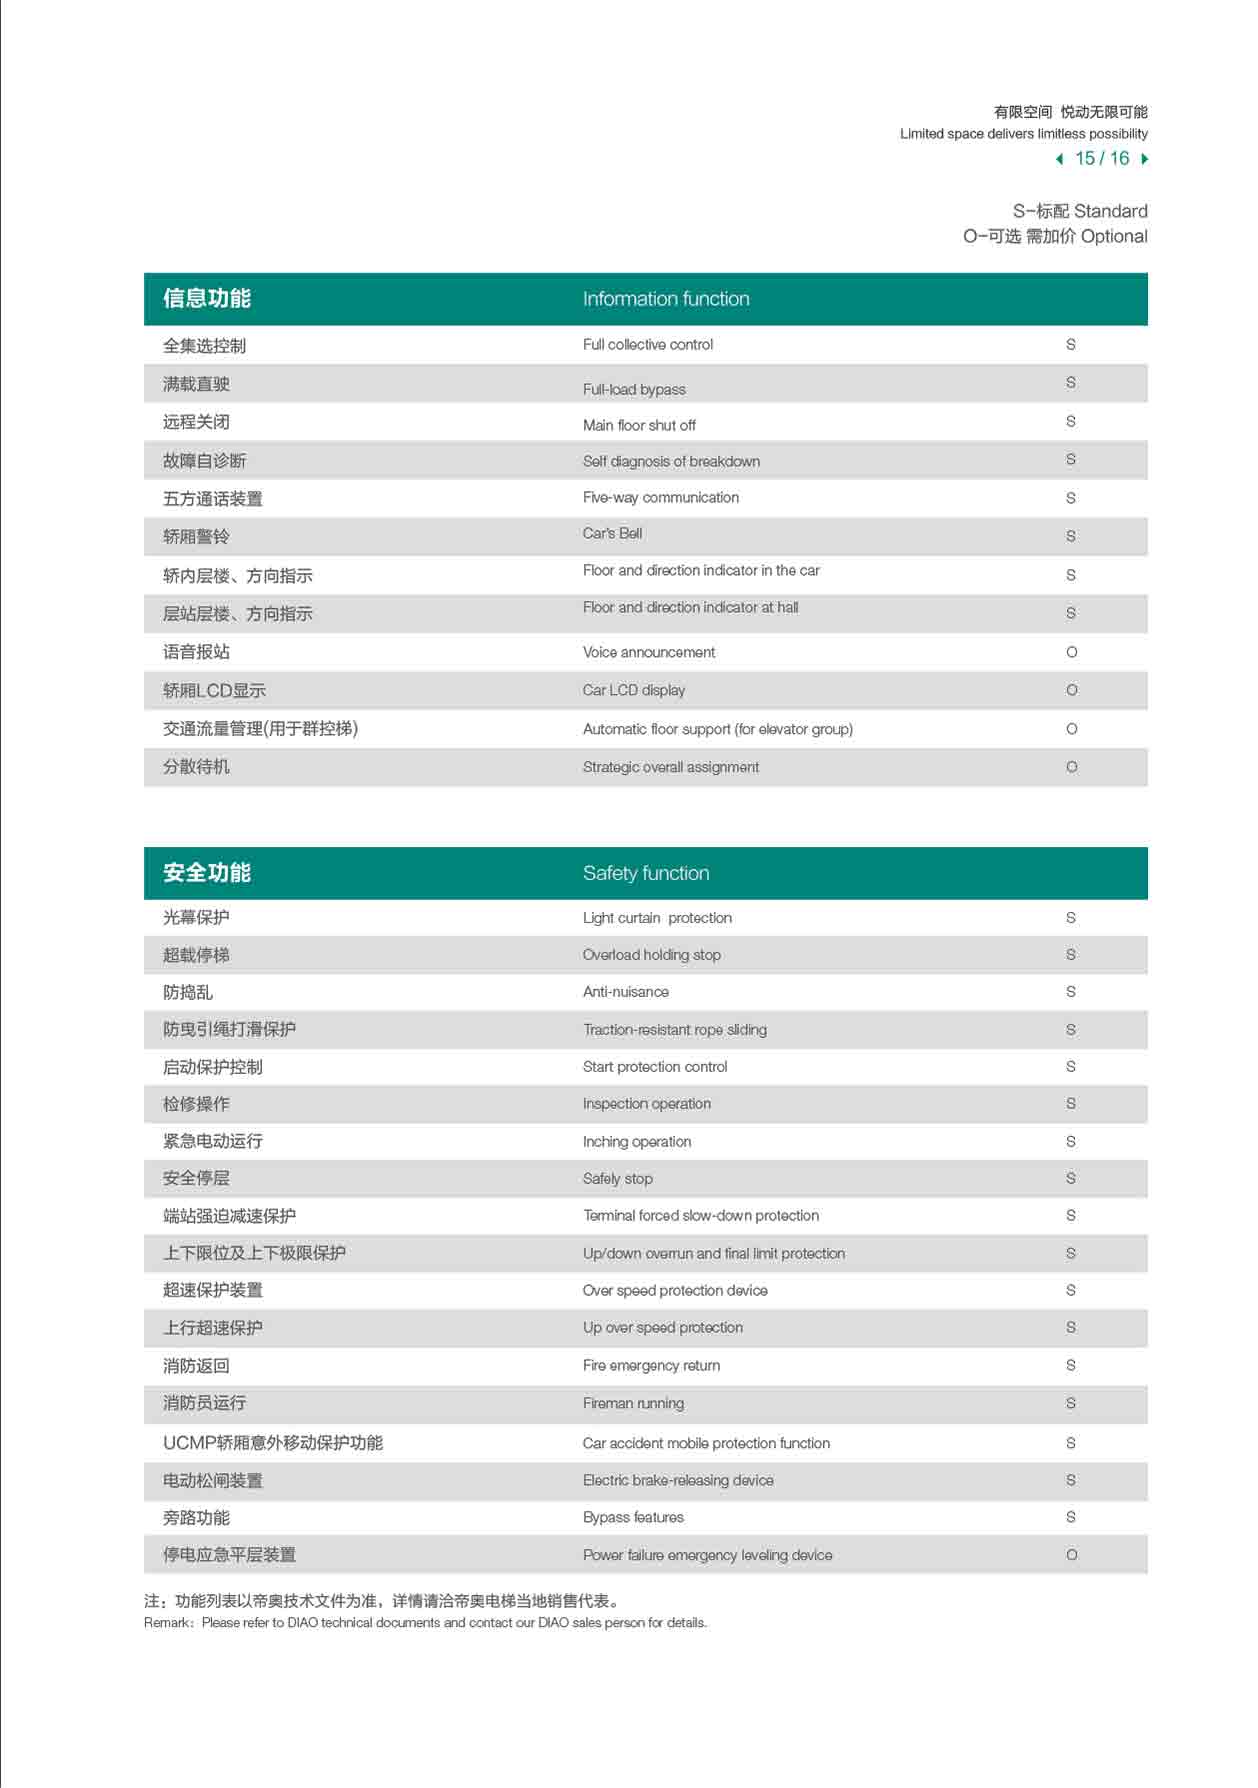 有限空间 悦动无限可能
Limited space delivers limitless possibility
15 / 16
S-标配 Standard
O-可选 需加价 Optional
信息功能 Information function
全集选控制 Full collective control S
满载直驶 Full-load bypass S
远程关闭 Main floor shut off S
故障自诊断 Self diagnosis of breakdown S
五方通话装置 Five-way communication S
轿厢警铃 Car's Bell S
轿内层楼、方向指示 Floor and direction indicator in the car S
层站层楼、方向指示 Floor and direction indicator at hall S
语音报站 Voice announcement O
轿厢LCD显示 Car LCD display O
交通流量管理(用于群控梯) Automatic floor support (for elevator group) O
分散待机 Strategic overall assignment O
安全功能 Safety function
光幕保护 Light curtain protection S
超载停梯 Overload holding stop S
防捣乱 Anti-nuisance S
防曳引绳打滑保护 Traction-resistant rope sliding S
启动保护控制 Start protection control S
检修操作 Inspection operation S
紧急电动运行 Inching operation S
安全停层 Safely stop S
端站强迫减速保护 Terminal forced slow-down protection S
上下限位及上下极限保护 Up/down overrun and final limit protection S
超速保护装置 Over speed protection device S
上行超速保护 Up over speed protection S
消防返回 Fire emergency return S
消防员运行 Fireman running S
UCMP轿厢意外移动保护功能 Car accident mobile protection function S
电动松闸装置 Electric brake-releasing device S
旁路功能 Bypass features S
停电应急平层装置 Power failure emergency leveling device O
注：功能列表以帝奥技术文件为准，详情请洽帝奥电梯当地销售代表。
Remark：Please refer to DIAO technical documents and contact our DIAO sales person for details.